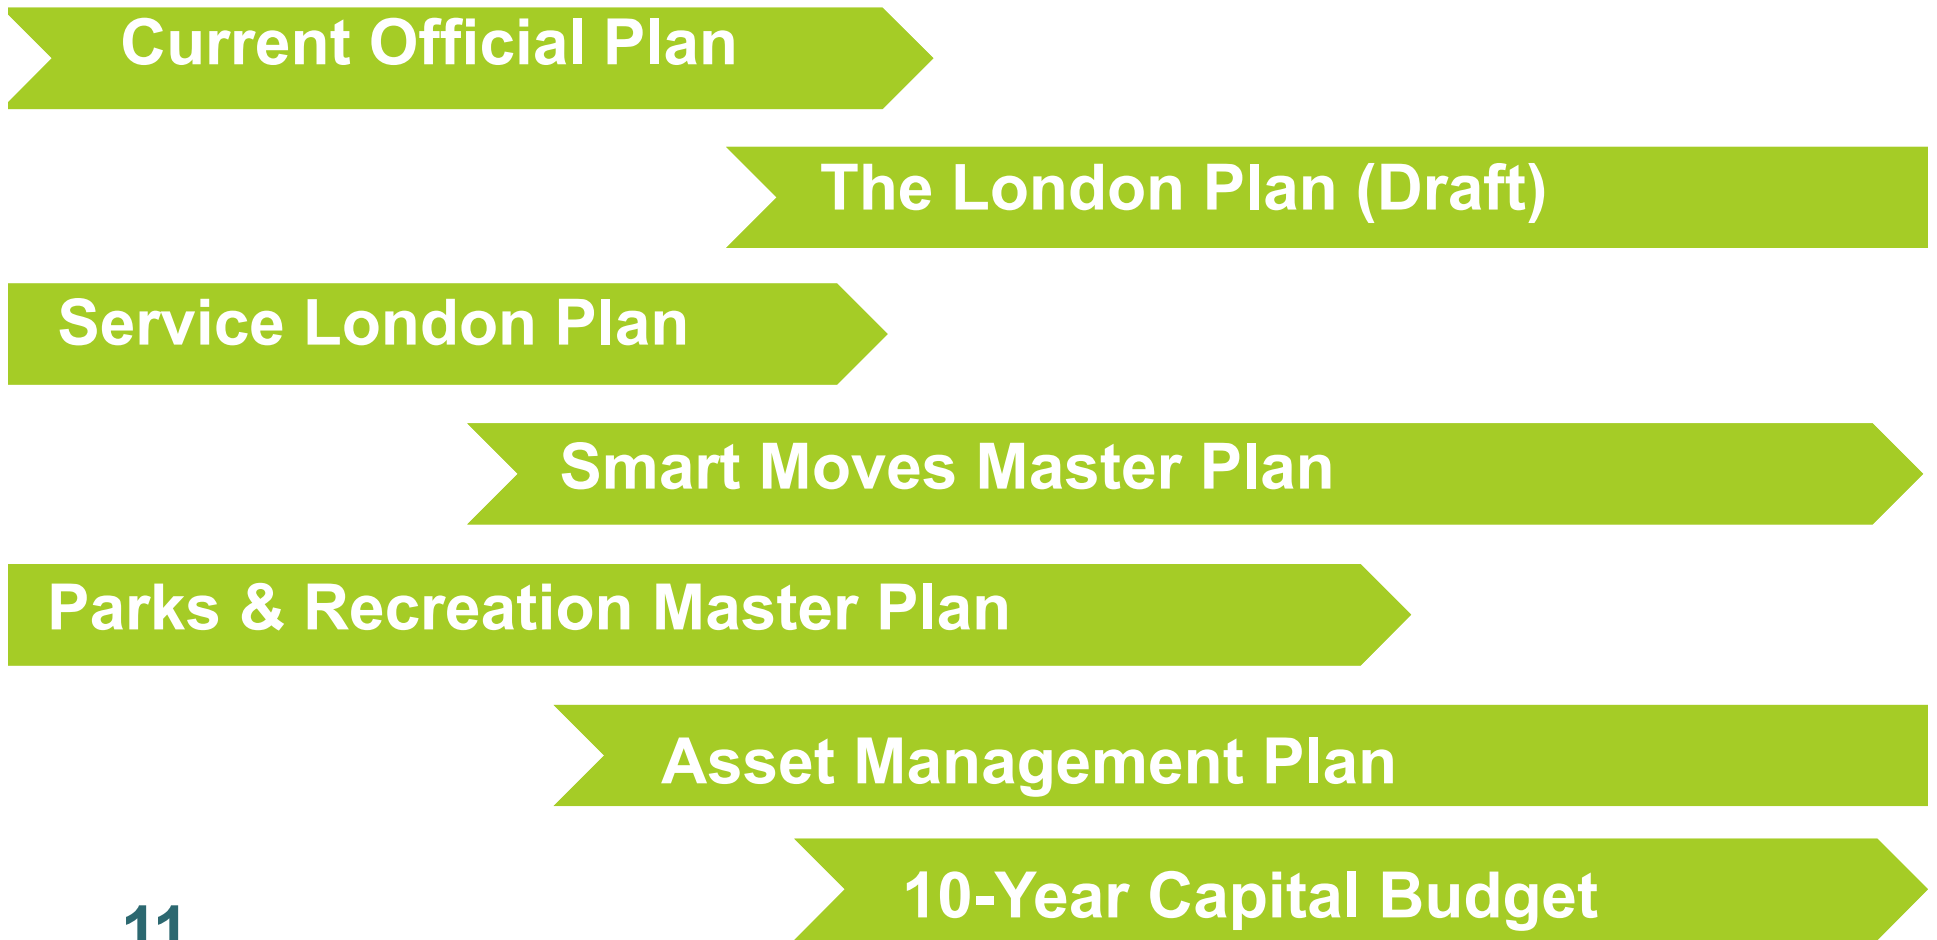 Current Official Plan
The London Plan (Draft)
Service London Plan
Smart Moves Master Plan
Parks & Recreation Master Plan
Asset Management Plan
10-Year Capital Budget
11